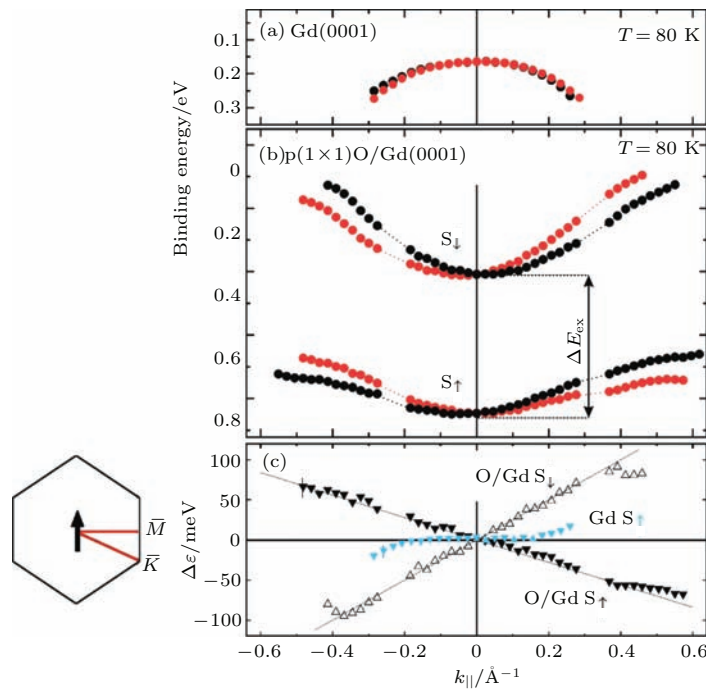 (a) Gd(0001)
T = 80 K
0.1
0.2
0.3
Binding energy/eV
(b) p(1×1)O/Gd(0001)
T = 80 K
0
0.2
0.4
0.6
0.8
S↓
S↑
ΔE_ex
(c)
O/Gd S↓
Gd S↑
O/Gd S↑
Δε/meV
100
50
0
−50
−100
−0.6
−0.4
−0.2
0
0.2
0.4
0.6
k||/Å⁻¹
M̅
K̅